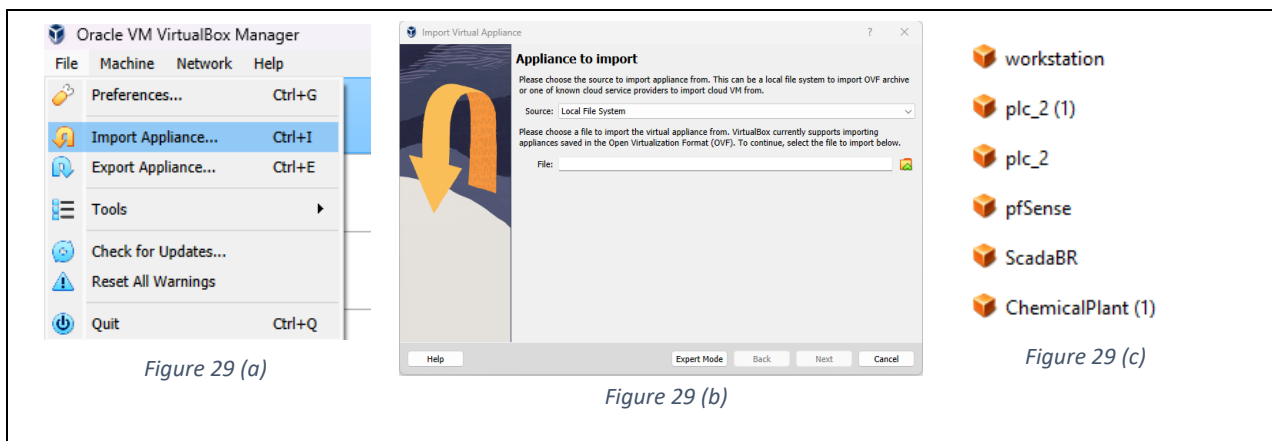 Oracle VM VirtualBox Manager
File Machine Network Help
Preferences... Ctrl+G
Import Appliance... Ctrl+I
Export Appliance... Ctrl+E
Tools
Check for Updates...
Reset All Warnings
Quit Ctrl+Q
Figure 29 (a)
Import Virtual Appliance ?
Appliance to import
Please choose the source to import appliance from. This can be a local file system to import OVF archive
or one of known cloud service providers to import cloud VM from.
Source: Local File System
Please choose a file to import the virtual appliance from. VirtualBox currently supports importing
appliances saved in the Open Virtualization Format (OVF). To continue, select the file to import below.
File:
Help Expert Mode Back Next Cancel
Figure 29 (b)
workstation
plc_2 (1)
plc_2
pfSense
ScadaBR
ChemicalPlant (1)
Figure 29 (c)